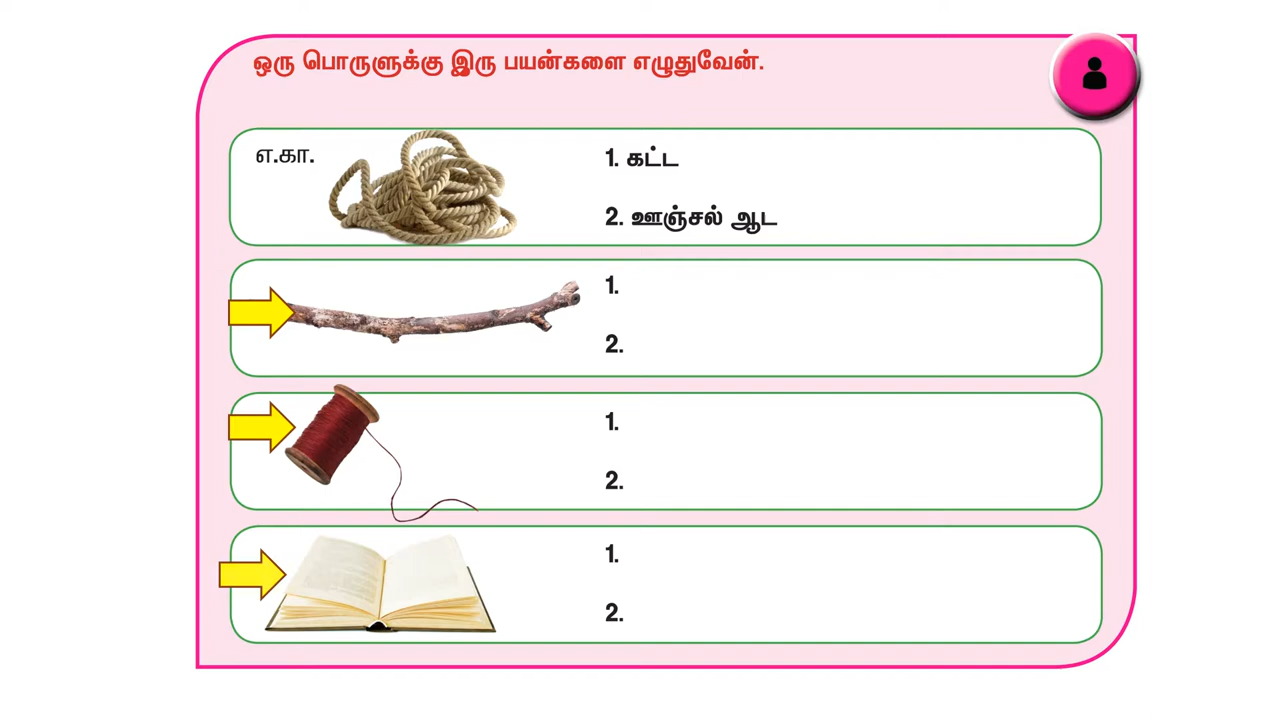 ஒரு பொருளுக்கு இரு பயன்களை எழுதுவேன்.
எ.கா.
1. கட்ட
2. ஊஞ்சல் ஆட
1.
2.
1.
2.
1.
2.